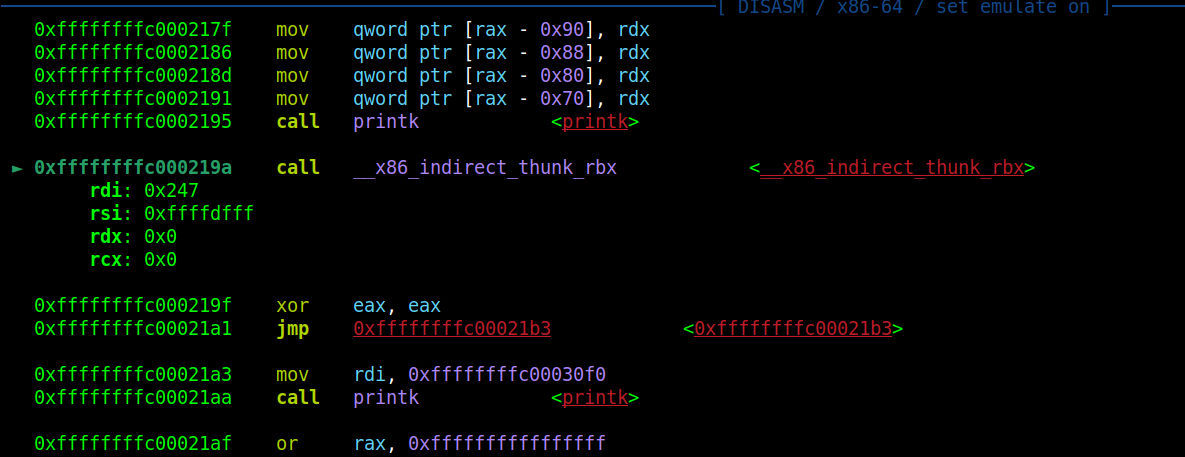 [ DISASM / x86-64 / set emulate on ]
0xffffffffc000217f mov qword ptr [rax - 0x90], rdx
0xffffffffc0002186 mov qword ptr [rax - 0x88], rdx
0xffffffffc000218d mov qword ptr [rax - 0x80], rdx
0xffffffffc0002191 mov qword ptr [rax - 0x70], rdx
0xffffffffc0002195 call printk <printk>
► 0xffffffffc000219a call __x86_indirect_thunk_rbx <__x86_indirect_thunk_rbx>
rdi: 0x247
rsi: 0xffffdfff
rdx: 0x0
rcx: 0x0
0xffffffffc000219f xor eax, eax
0xffffffffc00021a1 jmp 0xffffffffc00021b3 <0xffffffffc00021b3>
0xffffffffc00021a3 mov rdi, 0xffffffffc00030f0
0xffffffffc00021aa call printk <printk>
0xffffffffc00021af or rax, 0xffffffffffffffff